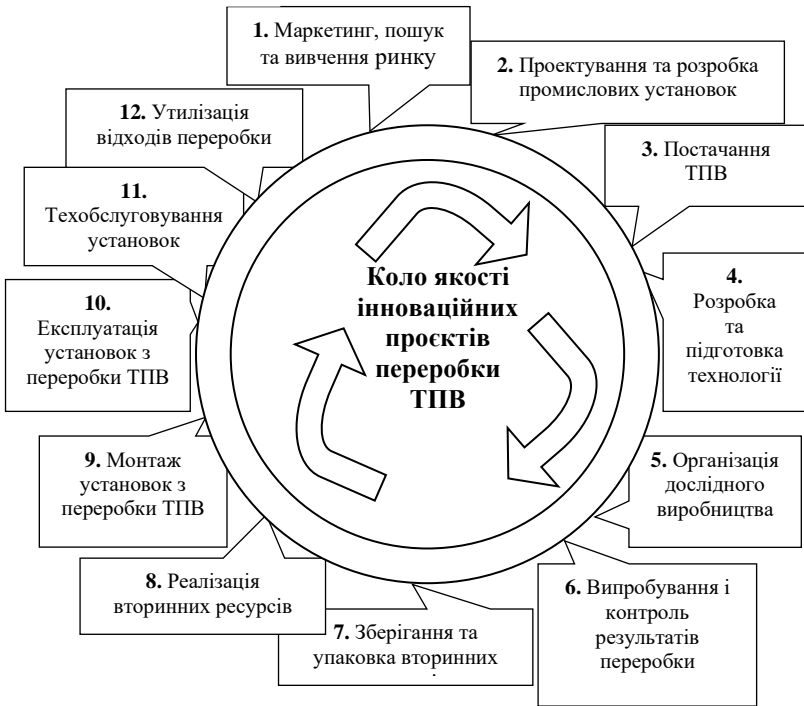 1. Маркетинг, пошук
та вивчення ринку
2. Проектування та розробка
промислових установок
3. Постачання
ТПВ
4.
Розробка
та
підготовка
технології
5. Організація
дослідного
виробництва
6. Випробування і
контроль
результатів
переробки
7. Зберігання та
упаковка вторинних
8. Реалізація
вторинних ресурсів
9. Монтаж
установок з
переробки ТПВ
10.
Експлуатація
установок з
переробки ТПВ
11.
Техобслуговування
установок
12. Утилізація
відходів переробки
Коло якості
інноваційних
проєктів
переробки
ТПВ